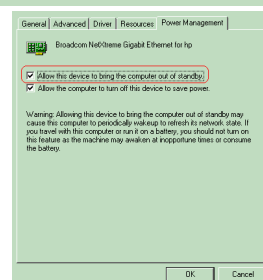 General Advanced Driver Resources Power Management
Broadcom NetXtreme Gigabit Ethernet for hp
Allow this device to bring the computer out of standby.
Allow the computer to turn off this device to save power.
Warning: Allowing this device to bring the computer out of standby may
cause this computer to periodically wakeup to refresh its network state. If
you travel with this computer or run it on a battery, you should not turn on
this feature as the machine may awaken at inopportune times or consume
the battery.
OK Cancel